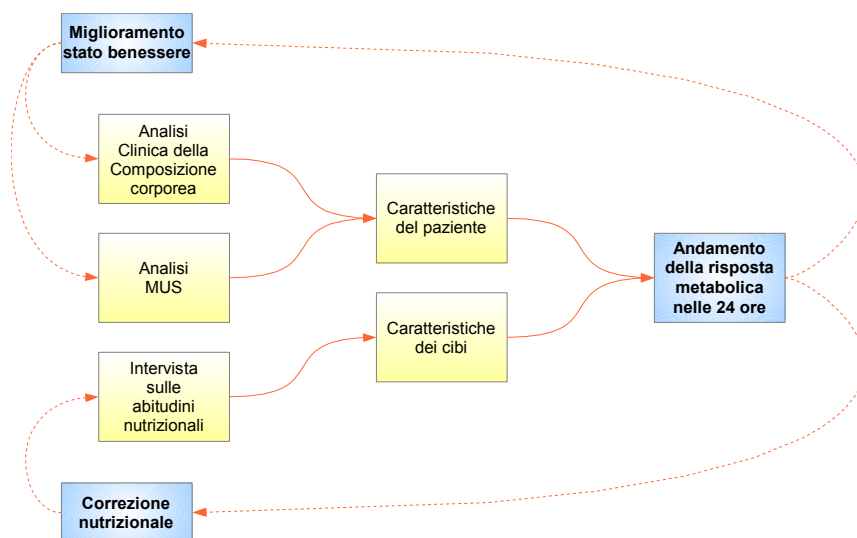 Miglioramento
stato benessere
Analisi
Clinica della
Composizione
corporea
Caratteristiche
del paziente
Analisi
MUS
Andamento
della risposta
metabolica
nelle 24 ore
Caratteristiche
dei cibi
Intervista
sulle
abitudini
nutrizionali
Correzione
nutrizionale